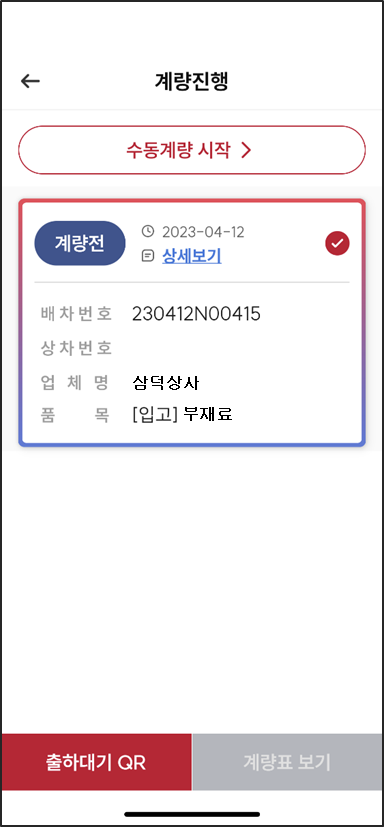 계량진행
수동계량 시작
계량전
2023-04-12
상세보기
배차번호 230412N00415
상차번호
업체명 삼덕상사
품목 [입고] 부재료
출하대기 QR
계량표 보기